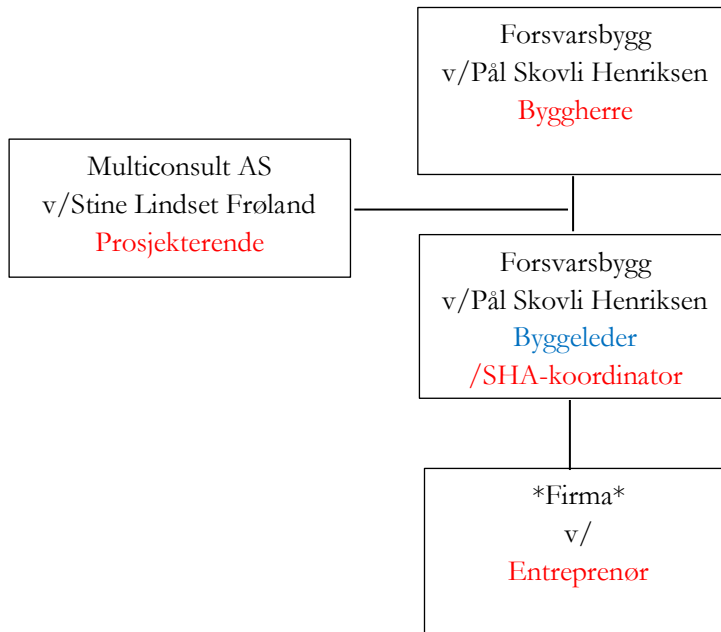 Forsvarsbygg
v/Pål Skovli Henriksen
Byggherre
Multiconsult AS
v/Stine Lindset Frøland
Prosjekterende
Forsvarsbygg
v/Pål Skovli Henriksen
Byggeleder
/SHA-koordinator
*Firma*
v/
Entreprenør